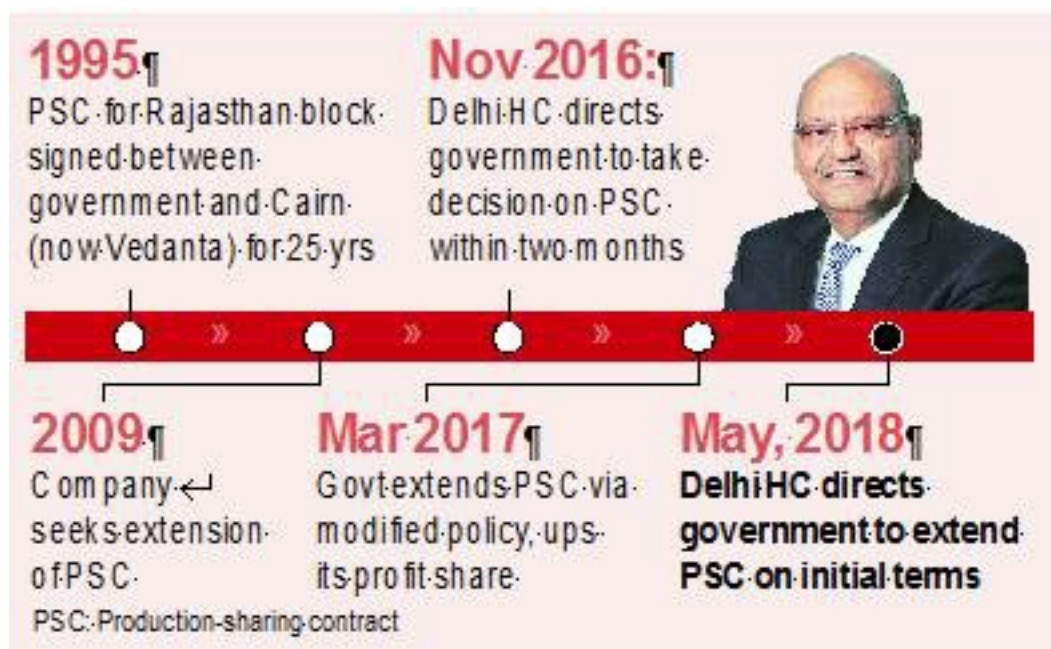 1995
PSC for Rajasthan block
signed between
government and Cairn
(now Vedanta) for 25 yrs
Nov 2016:
Delhi HC directs
government to take
decision on PSC
within two months
2009
Company
seeks extension
of PSC
Mar 2017
Govt extends PSC via
modified policy, ups
its profit share
May, 2018
Delhi HC directs
government to extend
PSC on initial terms
PSC: Production-sharing contract